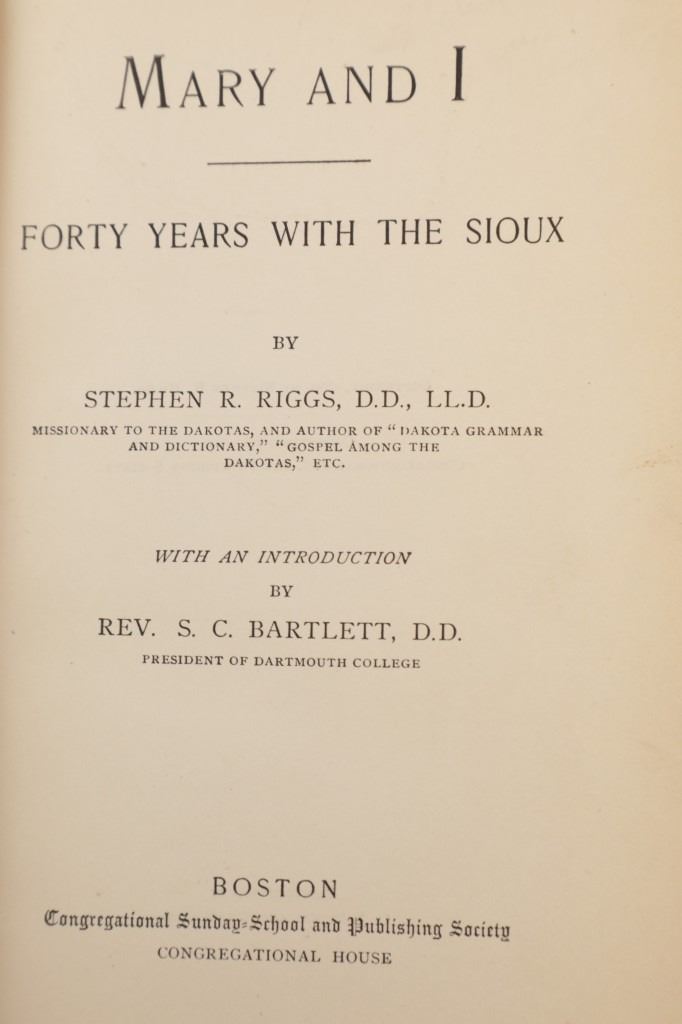 MARY AND I
FORTY YEARS WITH THE SIOUX
BY
STEPHEN R. RIGGS, D.D., LL.D.
MISSIONARY TO THE DAKOTAS, AND AUTHOR OF “DAKOTA GRAMMAR
AND DICTIONARY,” “GOSPEL AMONG THE
DAKOTAS,” ETC.
WITH AN INTRODUCTION
BY
REV. S. C. BARTLETT, D.D.
PRESIDENT OF DARTMOUTH COLLEGE
BOSTON
Congregational Sunday-School and Publishing Society
CONGREGATIONAL HOUSE